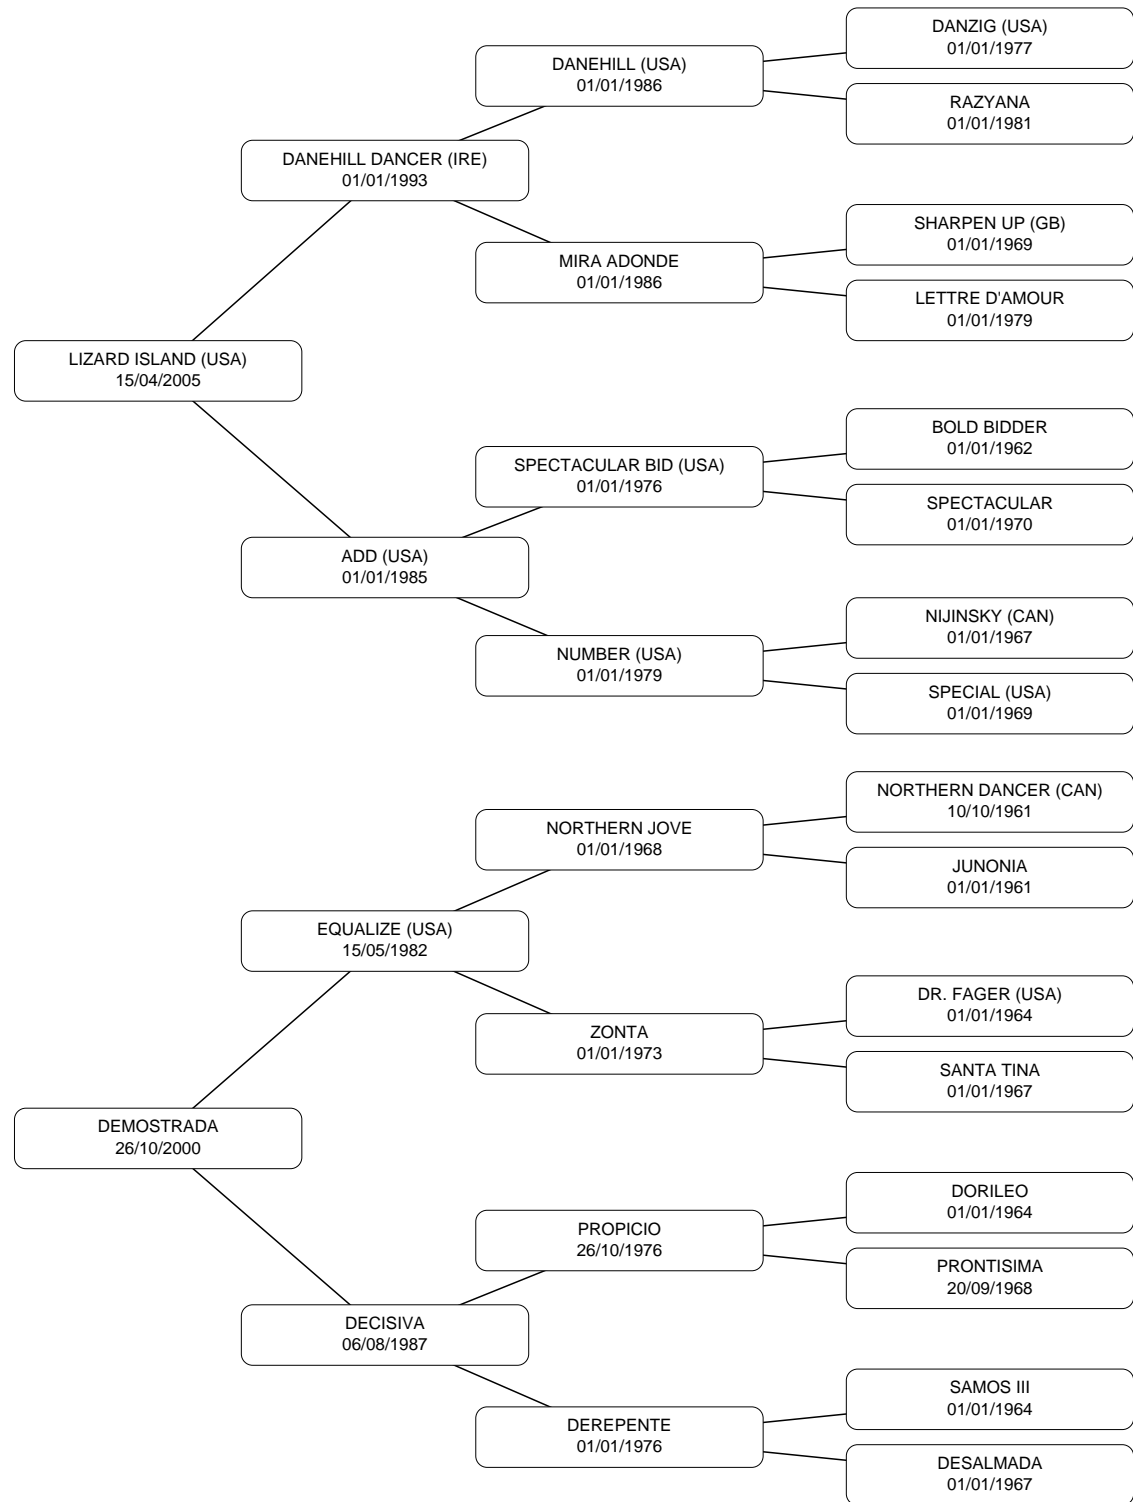 DANZIG (USA)
01/01/1977
DANEHILL (USA)
01/01/1986
RAZYANA
01/01/1981
DANEHILL DANCER (IRE)
01/01/1993
SHARPEN UP (GB)
01/01/1969
MIRA ADONDE
01/01/1986
LETTRE D'AMOUR
01/01/1979
LIZARD ISLAND (USA)
15/04/2005
BOLD BIDDER
01/01/1962
SPECTACULAR BID (USA)
01/01/1976
SPECTACULAR
01/01/1970
ADD (USA)
01/01/1985
NIJINSKY (CAN)
01/01/1967
NUMBER (USA)
01/01/1979
SPECIAL (USA)
01/01/1969
NORTHERN DANCER (CAN)
10/10/1961
NORTHERN JOVE
01/01/1968
JUNONIA
01/01/1961
EQUALIZE (USA)
15/05/1982
DR. FAGER (USA)
01/01/1964
ZONTA
01/01/1973
SANTA TINA
01/01/1967
DEMOSTRADA
26/10/2000
DORILEO
01/01/1964
PROPICIO
26/10/1976
PRONTISIMA
20/09/1968
DECISIVA
06/08/1987
SAMOS III
01/01/1964
DEREPENTE
01/01/1976
DESALMADA
01/01/1967